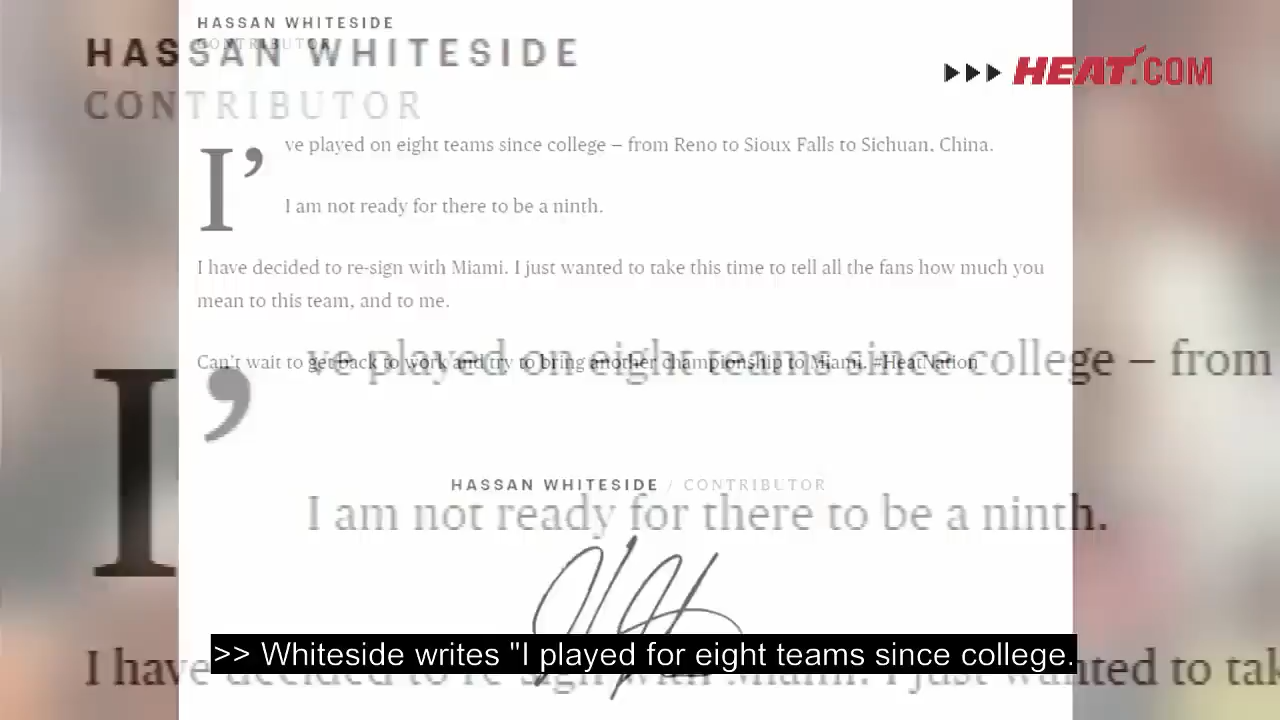 HASSAN WHITESIDE
CONTRIBUTOR
HASSAN WHITESIDE
CONTRIBUTOR
HEAT.COM
I've played on eight teams since college – from Reno to Sioux Falls to Sichuan, China.
I am not ready for there to be a ninth.
I have decided to re-sign with Miami. I just wanted to take this time to tell all the fans how much you
mean to this team, and to me.
Can't wait to get back to work and try to bring another championship to Miami. #HeatNation
I've played on eight teams since college – from
HASSAN WHITESIDE / CONTRIBUTOR
I am not ready for there to be a ninth.
>> Whiteside writes "I played for eight teams since college.
I have decided to re-sign with Miami. I just wanted to tak